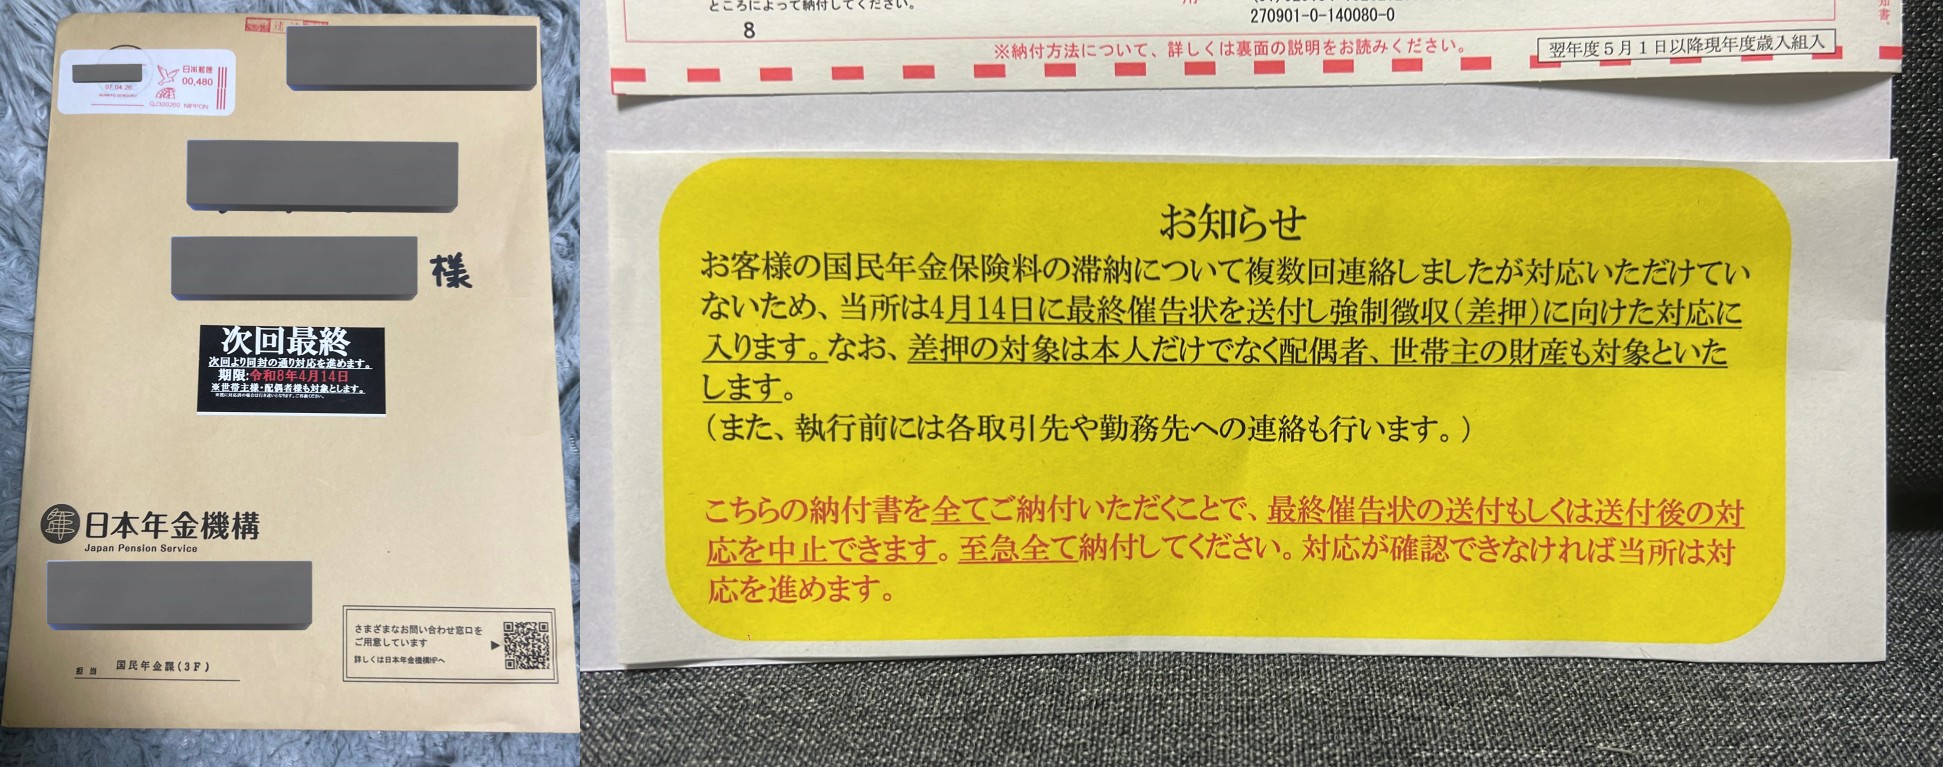 日本郵便
00,480
07.04.26
NIPPON
様
次回最終
次回より同封の通り対応を進めます。
期限:令和8年4月14日
※世帯主様・配偶者様も対象とします。
日本年金機構
Japan Pension Service
担当 国民年金課(3F)
さまざまなお問い合わせ窓口を
ご用意しています
詳しくは日本年金機構HPへ
ところによって納付してください。
8
270901-0-140080-0
※納付方法について、詳しくは裏面の説明をお読みください。
翌年度5月1日以降現年度歳入組入
お知らせ
お客様の国民年金保険料の滞納について複数回連絡しましたが対応いただけてい
ないため、当所は4月14日に最終催告状を送付し強制徴収(差押)に向けた対応に
入ります。なお、差押の対象は本人だけでなく配偶者、世帯主の財産も対象といた
します。
(また、執行前には各取引先や勤務先への連絡も行います。)
こちらの納付書を全てご納付いただくことで、最終催告状の送付もしくは送付後の対
応を中止できます。至急全て納付してください。対応が確認できなければ当所は対
応を進めます。